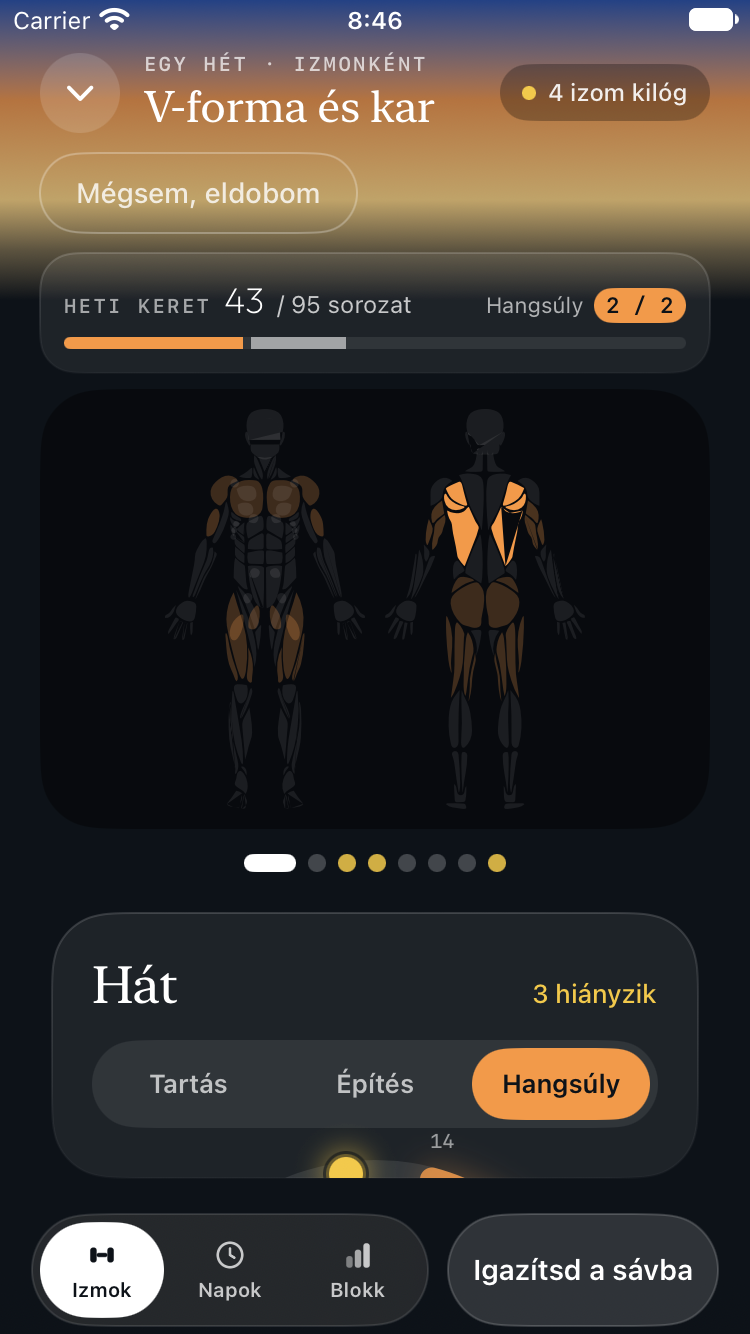 Carrier 8:46
EGY HÉT · IZMONKÉNT
V-forma és kar
4 izom kilóg
Mégsem, eldobom
HETI KERET 43 / 95 sorozat Hangsúly 2 / 2
Hát
3 hiányzik
Tartás Építés Hangsúly
14
Izmok Napok Blokk
Igazítsd a sávba